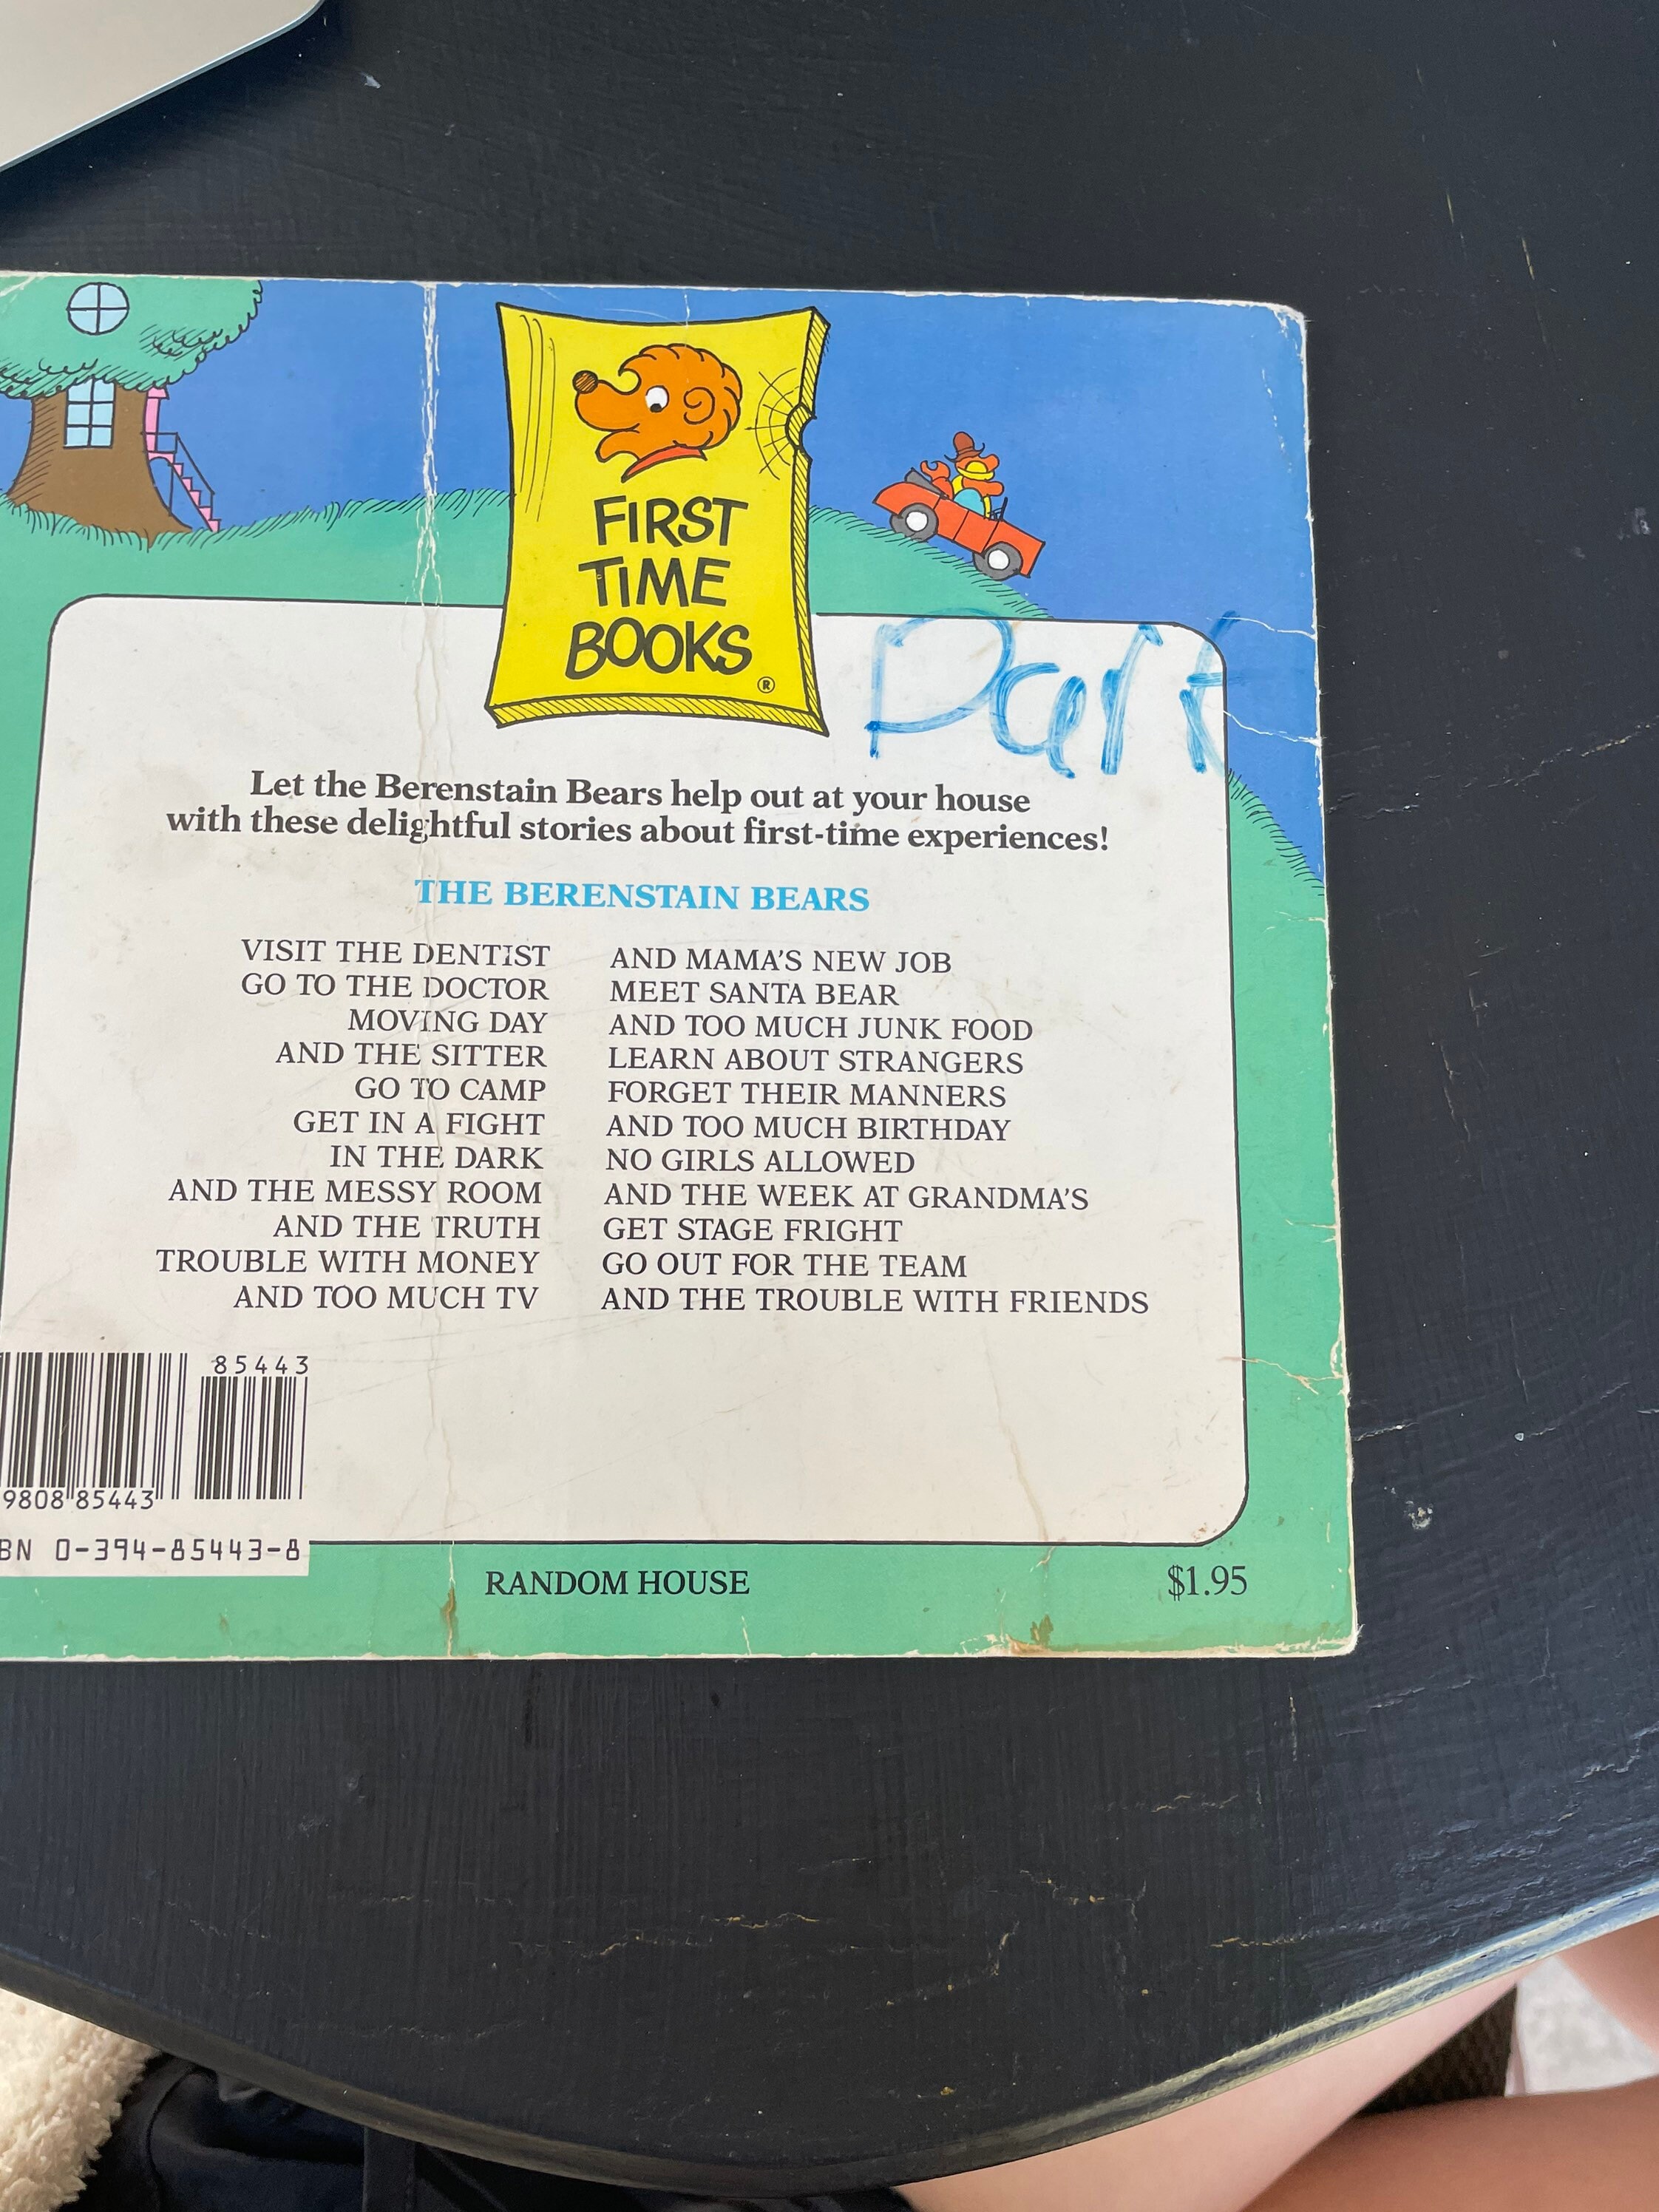 FIRST
TIME
BOOKS
®
Let the Berenstain Bears help out at your house
with these delightful stories about first-time experiences!
THE BERENSTAIN BEARS
VISIT THE DENTIST
GO TO THE DOCTOR
MOVING DAY
AND THE SITTER
GO TO CAMP
GET IN A FIGHT
IN THE DARK
AND THE MESSY ROOM
AND THE TRUTH
TROUBLE WITH MONEY
AND TOO MUCH TV
AND MAMA'S NEW JOB
MEET SANTA BEAR
AND TOO MUCH JUNK FOOD
LEARN ABOUT STRANGERS
FORGET THEIR MANNERS
AND TOO MUCH BIRTHDAY
NO GIRLS ALLOWED
AND THE WEEK AT GRANDMA'S
GET STAGE FRIGHT
GO OUT FOR THE TEAM
AND THE TROUBLE WITH FRIENDS
85443
9808 85443
BN 0-394-85443-8
RANDOM HOUSE
$1.95